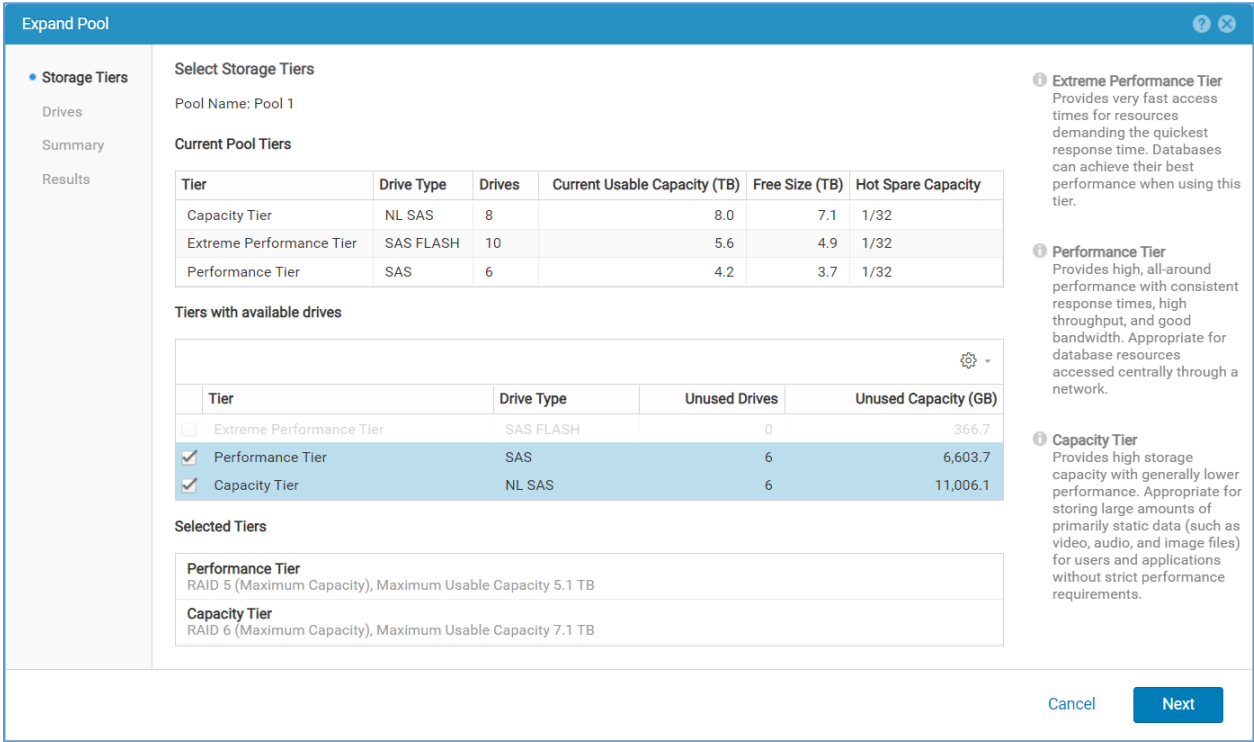 Expand Pool
Storage Tiers
Drives
Summary
Results
Select Storage Tiers
Pool Name: Pool 1
Current Pool Tiers
Tier Drive Type Drives Current Usable Capacity (TB) Free Size (TB) Hot Spare Capacity
Capacity Tier NL SAS 8 8.0 7.1 1/32
Extreme Performance Tier SAS FLASH 10 5.6 4.9 1/32
Performance Tier SAS 6 4.2 3.7 1/32
Tiers with available drives
Tier Drive Type Unused Drives Unused Capacity (GB)
Extreme Performance Tier SAS FLASH 0 366.7
Performance Tier SAS 6 6,603.7
Capacity Tier NL SAS 6 11,006.1
Selected Tiers
Performance Tier
RAID 5 (Maximum Capacity), Maximum Usable Capacity 5.1 TB
Capacity Tier
RAID 6 (Maximum Capacity), Maximum Usable Capacity 7.1 TB
Extreme Performance Tier
Provides very fast access
times for resources
demanding the quickest
response time. Databases
can achieve their best
performance when using this
tier.
Performance Tier
Provides high, all-around
performance with consistent
response times, high
throughput, and good
bandwidth. Appropriate for
database resources
accessed centrally through a
network.
Capacity Tier
Provides high storage
capacity with generally lower
performance. Appropriate for
storing large amounts of
primarily static data (such as
video, audio, and image files)
for users and applications
without strict performance
requirements.
Cancel
Next